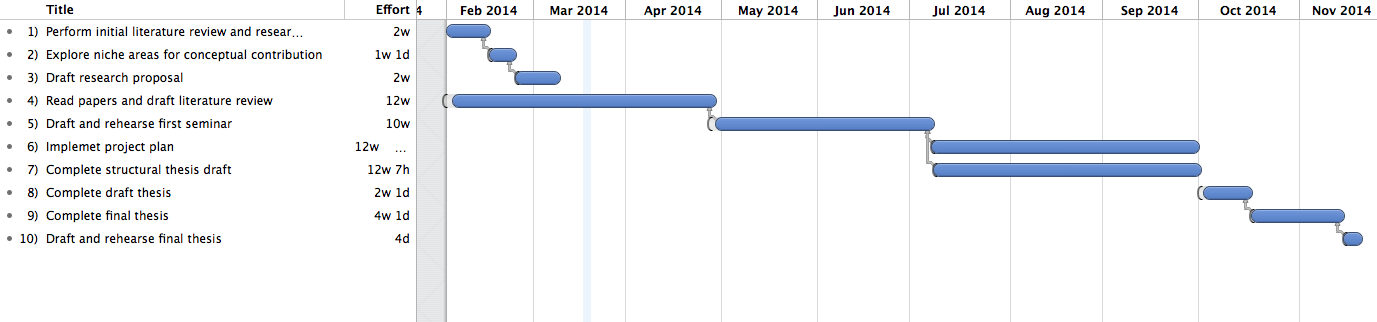 Title Effort 4 Feb 2014 Mar 2014 Apr 2014 May 2014 Jun 2014 Jul 2014 Aug 2014 Sep 2014 Oct 2014 Nov 2014
1) Perform initial literature review and resear... 2w
2) Explore niche areas for conceptual contribution 1w 1d
3) Draft research proposal 2w
4) Read papers and draft literature review 12w
5) Draft and rehearse first seminar 10w
6) Implemet project plan 12w ...
7) Complete structural thesis draft 12w 7h
8) Complete draft thesis 2w 1d
9) Complete final thesis 4w 1d
10) Draft and rehearse final thesis 4d